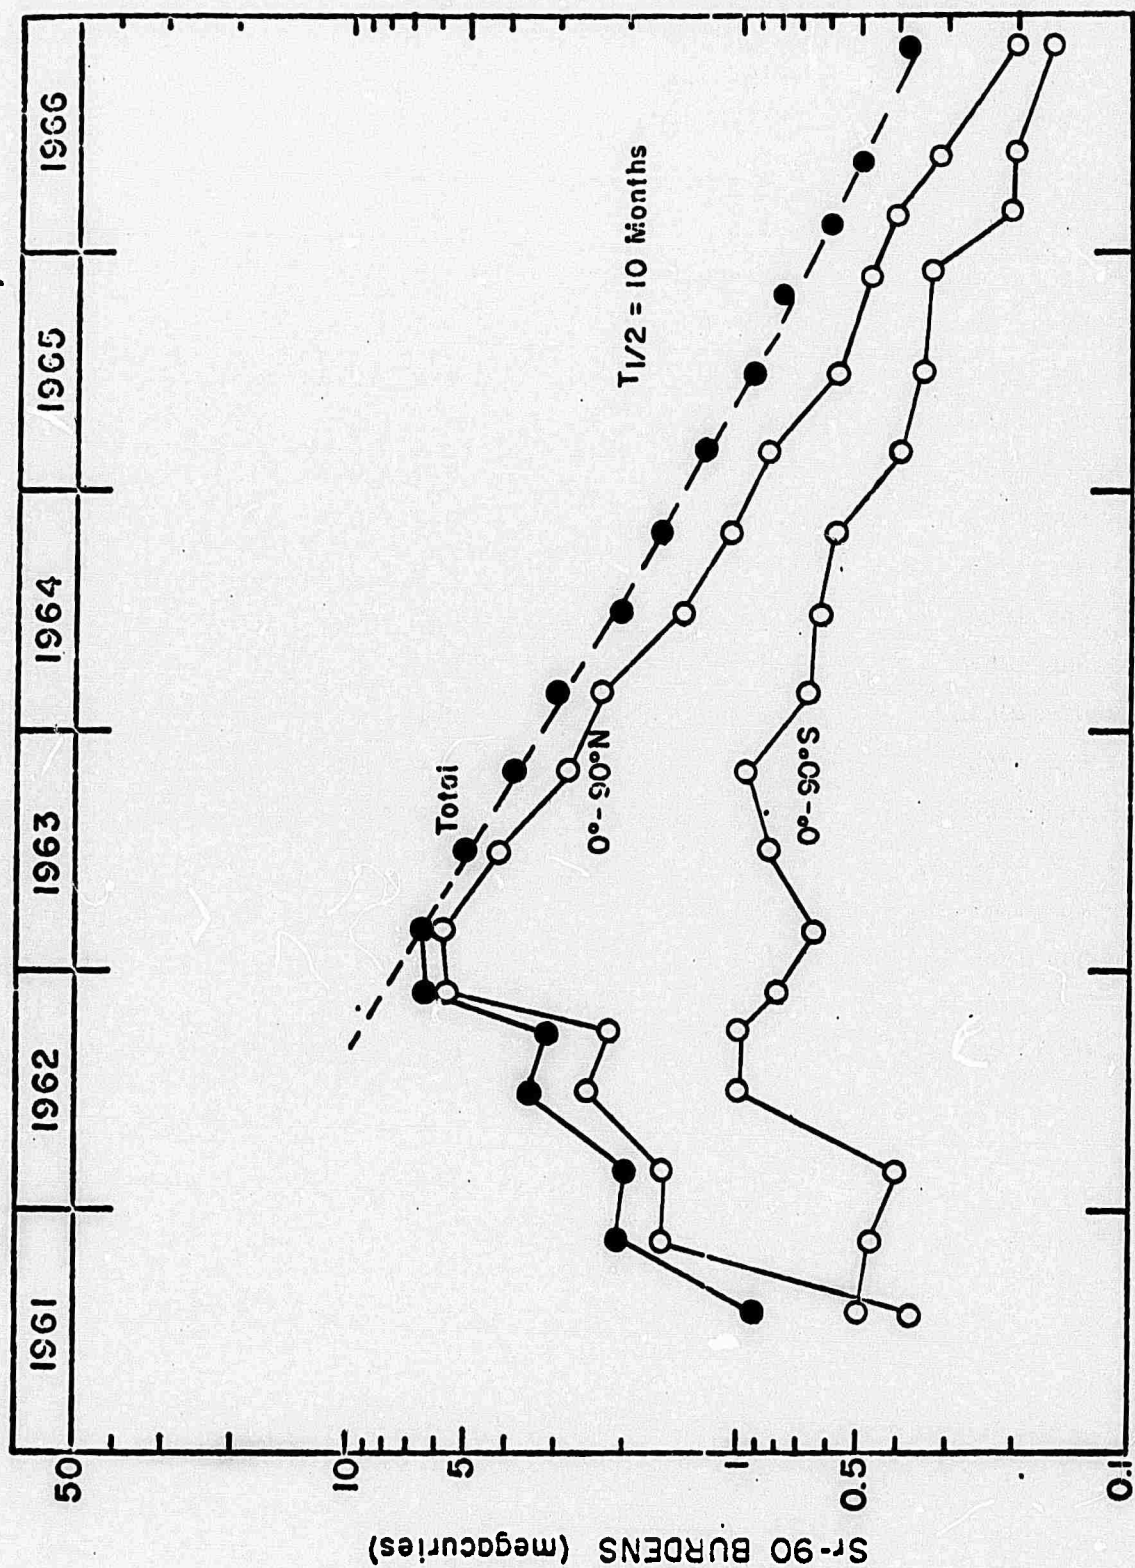 1961 1962 1963 1964 1965 1966
50
10
5
1
0.5
0.1
Sr-90 BURDENS (megacuries)
Total
0°-90°N
0°-90°S
T1/2 = 10 Months